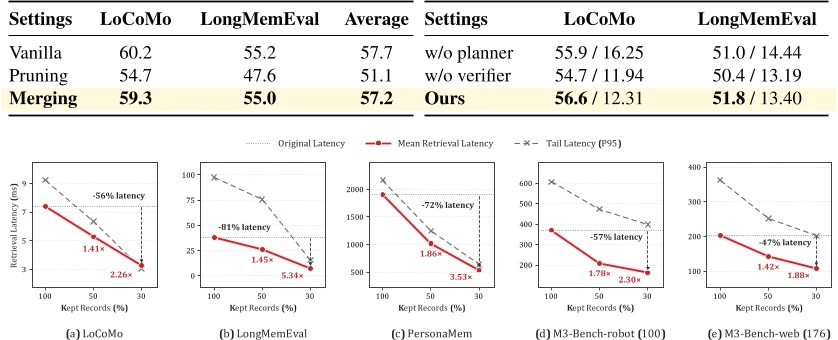 Settings LoCoMo LongMemEval Average
Vanilla 60.2 55.2 57.7
Pruning 54.7 47.6 51.1
Merging 59.3 55.0 57.2
Settings LoCoMo LongMemEval
w/o planner 55.9 / 16.25 51.0 / 14.44
w/o verifier 54.7 / 11.94 50.4 / 13.19
Ours 56.6 / 12.31 51.8 / 13.40
Original Latency Mean Retrieval Latency Tail Latency (P95)
Retrieval Latency (ms)
9
7
5
3
-56% latency
1.41×
2.26×
100 50 30
Kept Records (%)
(a) LoCoMo
100
75
50
25
0
-81% latency
1.45×
5.34×
100 50 30
Kept Records (%)
(b) LongMemEval
2000
1500
1000
500
-72% latency
1.86×
3.53×
100 50 30
Kept Records (%)
(c) PersonaMem
600
500
400
300
200
-57% latency
1.78×
2.30×
100 50 30
Kept Records (%)
(d) M3-Bench-robot (100)
400
300
200
100
-47% latency
1.42×
1.88×
100 50 30
Kept Records (%)
(e) M3-Bench-web (176)